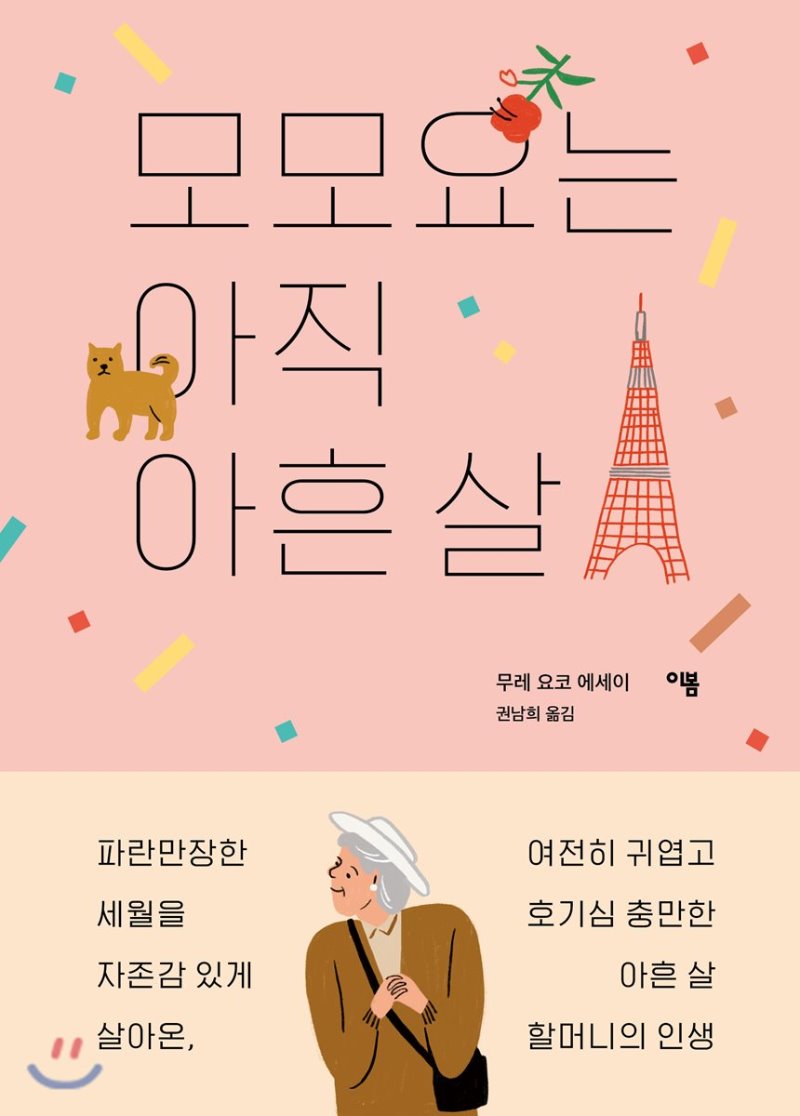 모모요는
아직
아흔 살
무레 요코 에세이
이봄
권남희 옮김
파란만장한
세월을
자존감 있게
살아온,
여전히 귀엽고
호기심 충만한
아흔 살
할머니의 인생